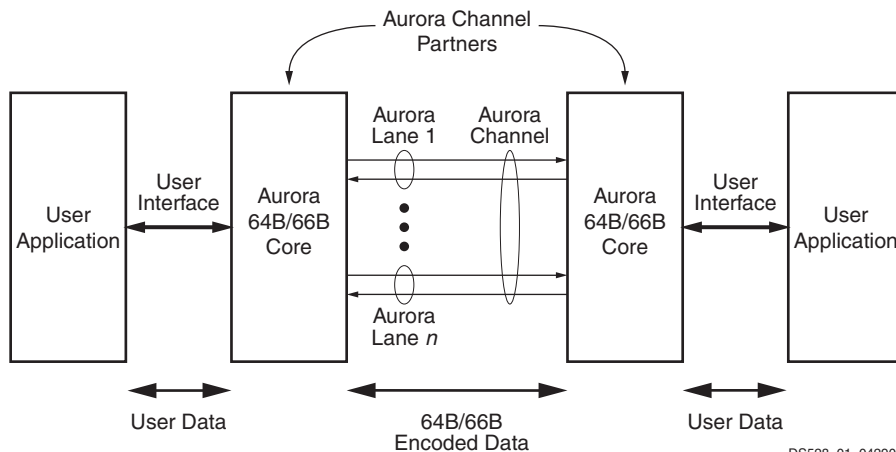 Aurora Channel
Partners
Aurora
Lane 1
Aurora
Channel
User
Application
User
Interface
Aurora
64B/66B
Core
Aurora
64B/66B
Core
User
Interface
User
Application
Aurora
Lane n
User Data
64B/66B
Encoded Data
User Data